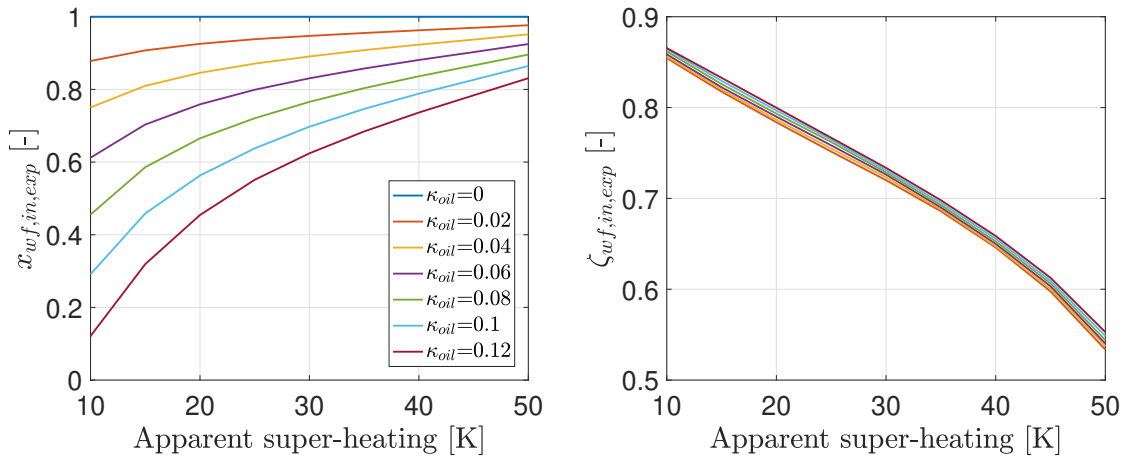 1
0.8
0.6
0.4
0.2
0
10
20
30
40
50
x_{wf,in,exp} [-]
Apparent super-heating [K]
κ_{oil}=0
κ_{oil}=0.02
κ_{oil}=0.04
κ_{oil}=0.06
κ_{oil}=0.08
κ_{oil}=0.1
κ_{oil}=0.12
0.9
0.8
0.7
0.6
0.5
10
20
30
40
50
ζ_{wf,in,exp} [-]
Apparent super-heating [K]